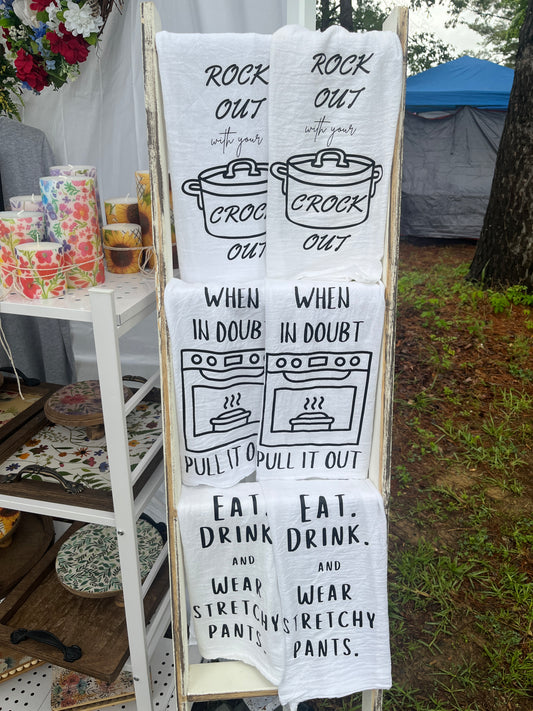 ROCK
OUT
with your
CROCK
OUT
ROCK
OUT
with your
CROCK
OUT
WHEN
IN DOUBT
PULL IT OU
WHEN
IN DOUBT
PULL IT OUT
EAT.
DRINK
AND
WEAR
STRETCHY
PANTS.
EAT.
DRINK.
AND
WEAR
STRETCHY
PANTS.